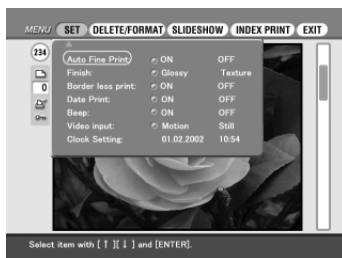 MENU SET DELETE/FORMAT SLIDESHOW INDEX PRINT EXIT
234
Auto Fine Print: ON OFF
Finish: Glossy Texture
0
Border less print: ON OFF
Date Print: ON OFF
Beep: ON OFF
Video input: Motion Still
Clock Setting: 01.02.2002 10:54
Select item with [ ↑ ][ ↓ ] and [ENTER].